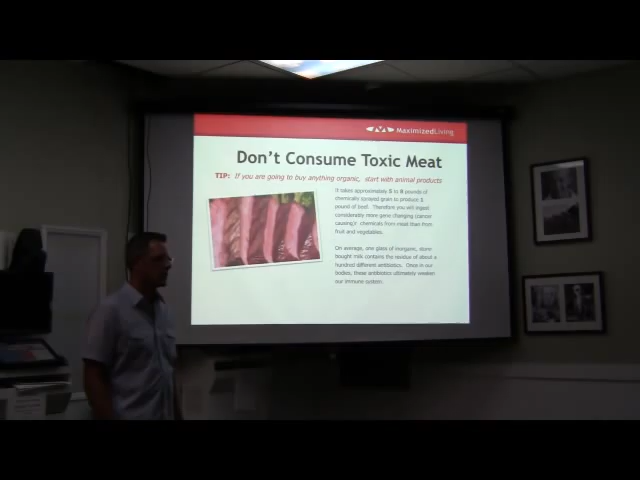 MaximizedLiving
Don't Consume Toxic Meat
TIP: If you are going to buy anything organic, start with animal products
It takes approximately 5 to 8 pounds of
chemically sprayed grain to produce 1
pound of beef. Therefore you will ingest
considerably more gene changing (cancer
causing) chemicals from meat than from
fruit and vegetables.
On average, one glass of inorganic, store
bought milk contains the residue of about a
hundred different antibiotics. Once in our
bodies, these antibiotics ultimately weaken
our immune system.